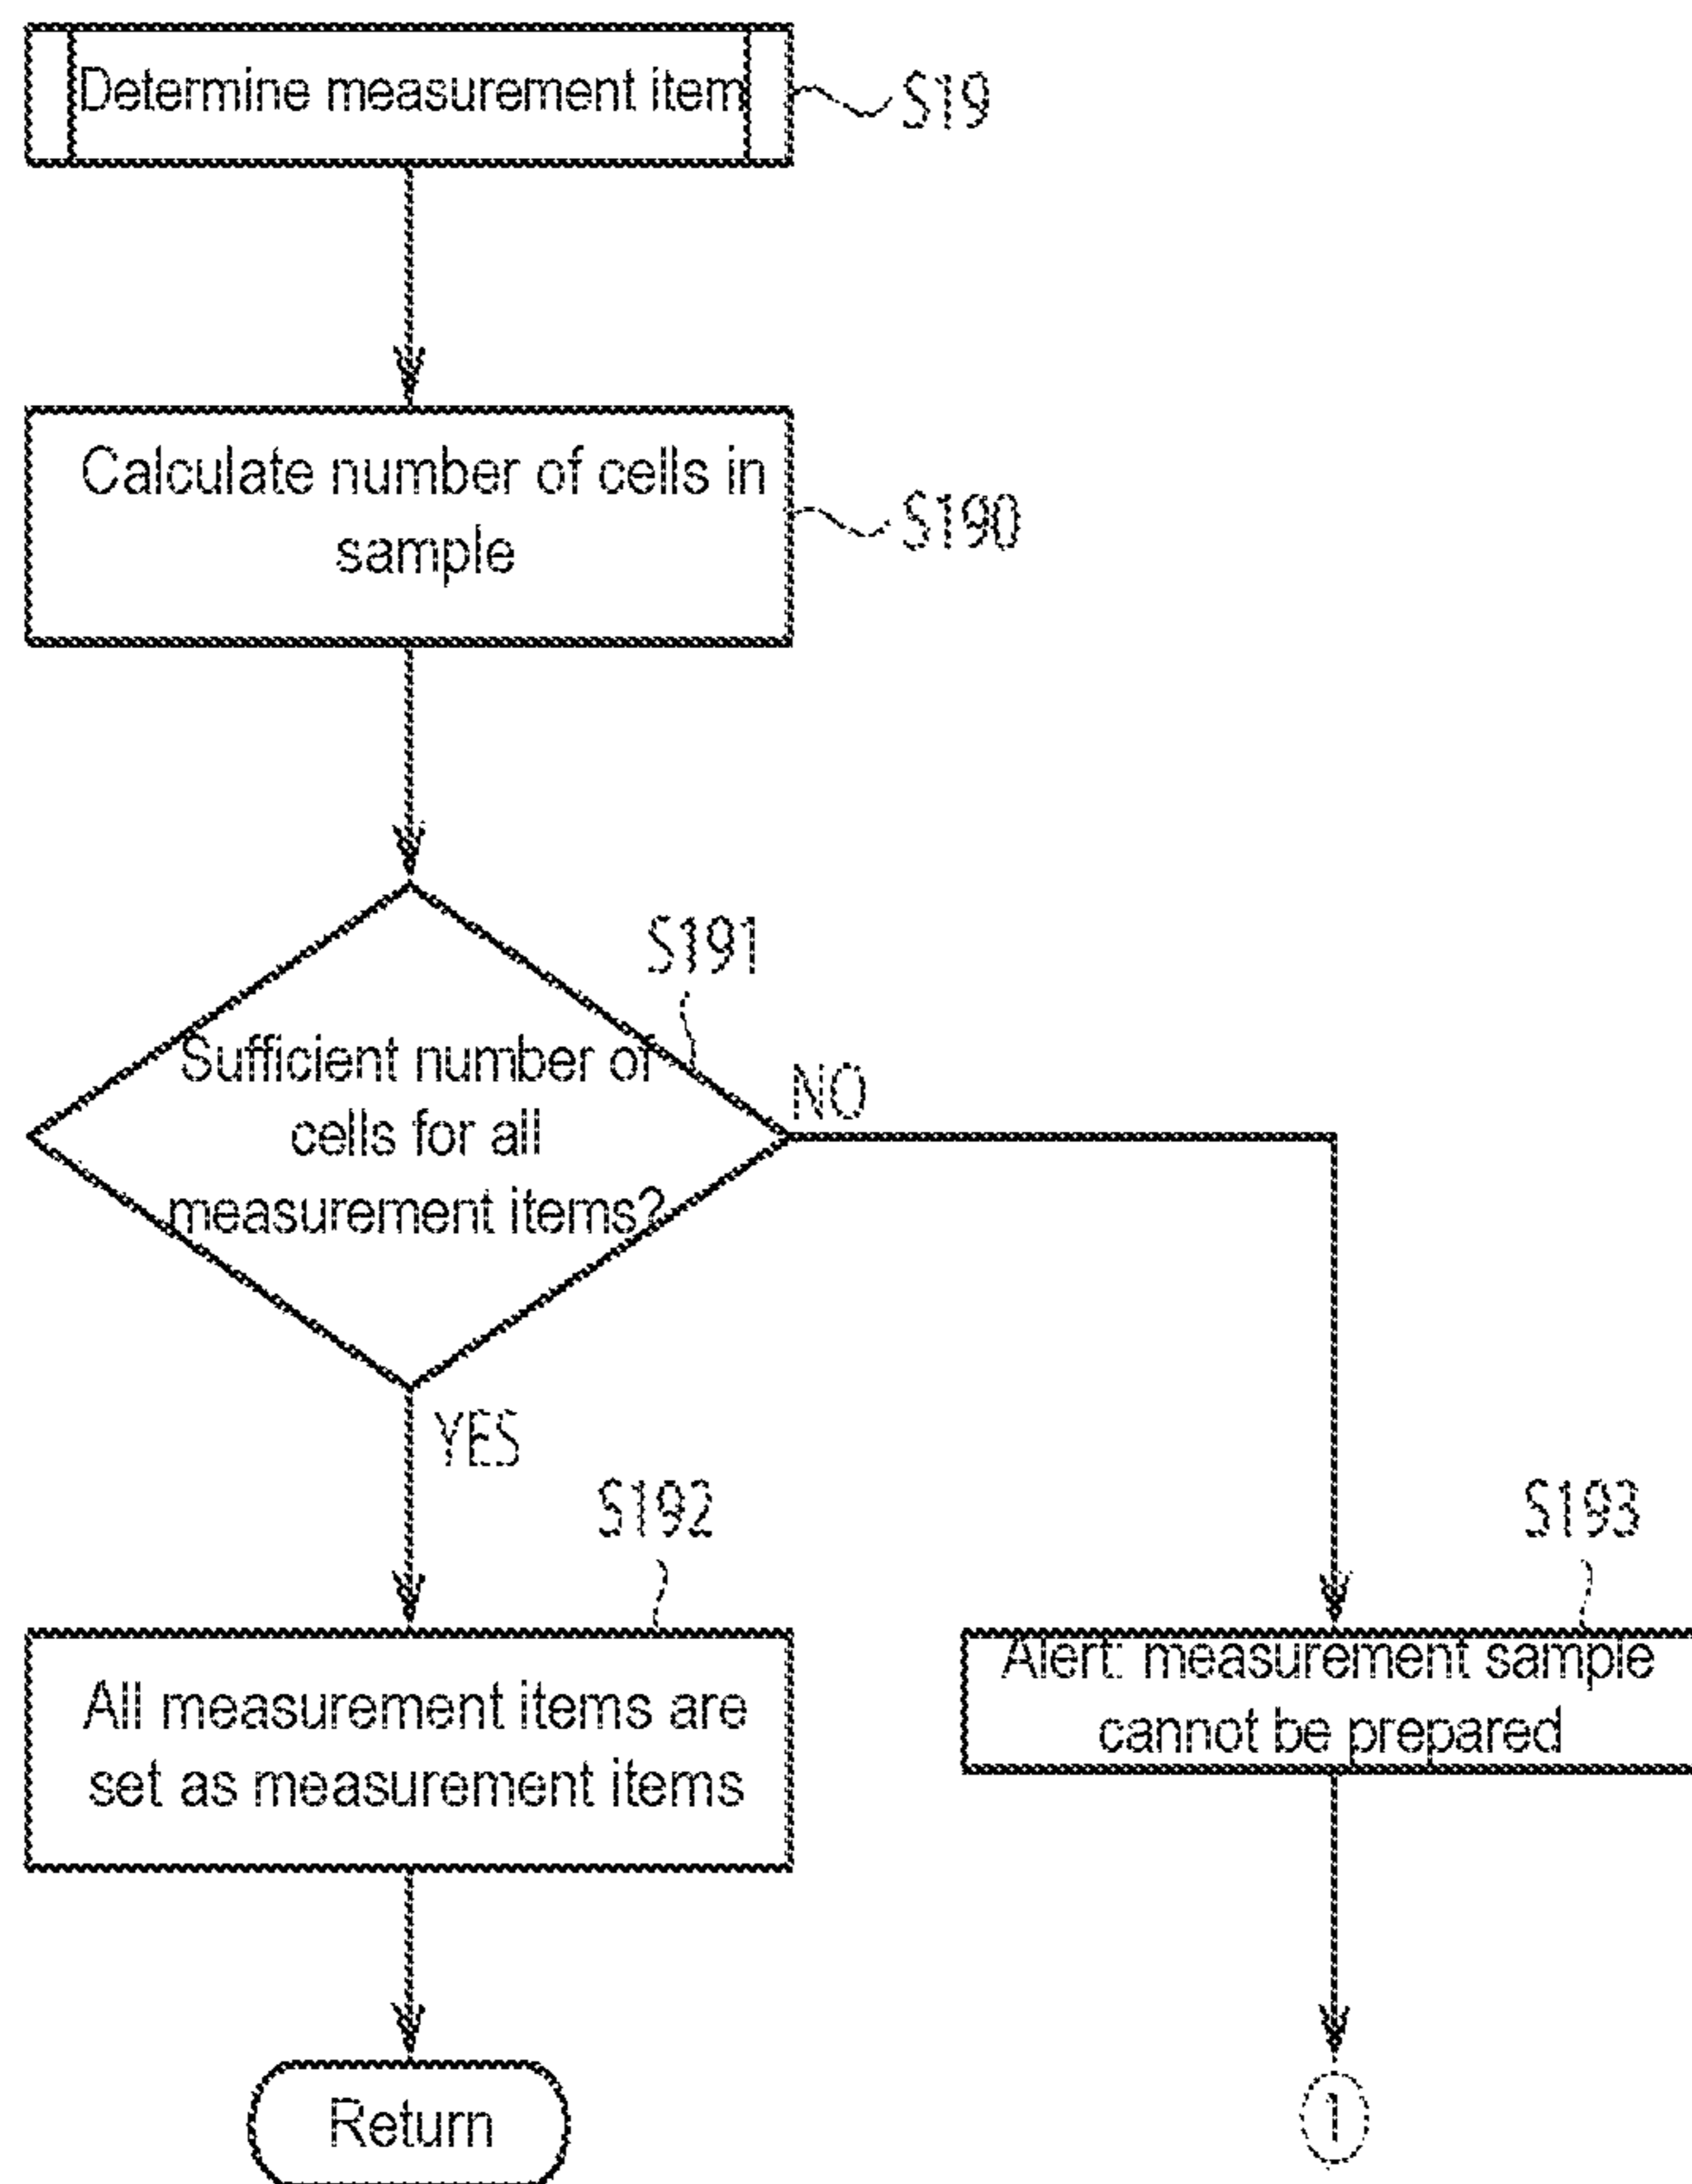 Determine measurement item
S19
Calculate number of cells in
sample
S190
S191
Sufficient number of
cells for all
measurement items?
NO
YES
S192
S193
All measurement items are
set as measurement items
Alert: measurement sample
cannot be prepared
Return
1